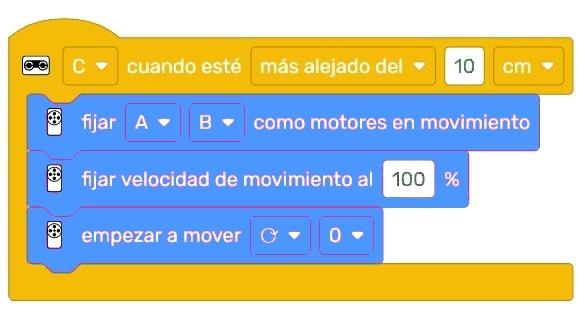 C cuando esté más alejado del 10 cm
fijar A B como motores en movimiento
fijar velocidad de movimiento al 100 %
empezar a mover 0